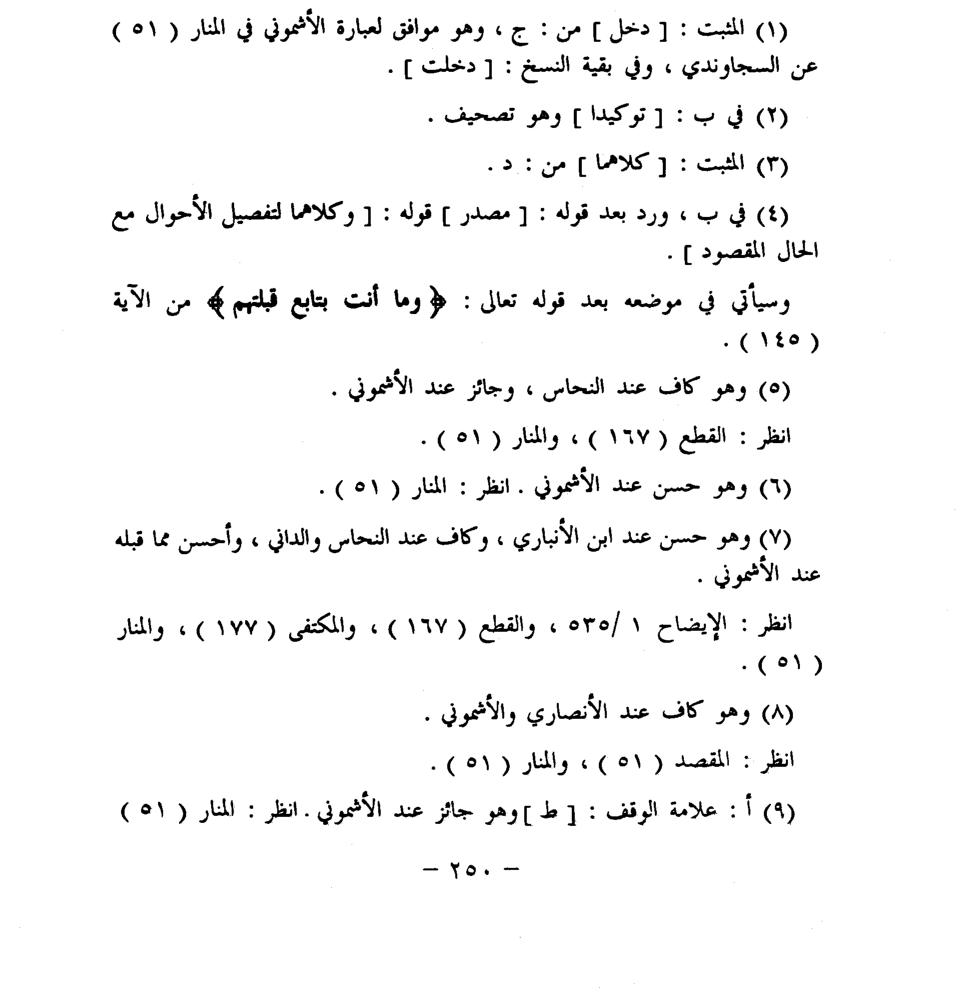 (١) المثبت : [ دخل ] من : ج ، وهو موافق لعبارة الأشموني في المنار ( ٥١ )
عن السجاوندي ، وفي بقية النسخ : [ دخلت ] .
(٢) في ب : [ توكيدا ] وهو تصحيف .
(٣) المثبت : [ كلاهما ] من : د .
(٤) في ب ، ورد بعد قوله : [ مصدر ] قوله : [ وكلاهما لتفصيل الأحوال مع
الحال المقصود ] .
وسيأتي في موضعه بعد قوله تعالى : ﴿ وما أنت بتابع قبلتهم ﴾ من الآية
( ١٤٥ ) .
(٥) وهو كاف عند النحاس ، وجائز عند الأشموني .
انظر : القطع ( ١٦٧ ) ، والمنار ( ٥١ ) .
(٦) وهو حسن عند الأشموني . انظر : المنار ( ٥١ ) .
(٧) وهو حسن عند ابن الأنباري ، وكاف عند النحاس والداني ، وأحسن مما قبله
عند الأشموني .
انظر : الإيضاح ١ /٥٣٥ ، والقطع ( ١٦٧ ) ، والمكتفى ( ١٧٧ ) ، والمنار
( ٥١ ) .
(٨) وهو كاف عند الأنصاري والأشموني .
انظر : المقصد ( ٥١ ) ، والمنار ( ٥١ ) .
(٩) أ : علامة الوقف : [ ط ] وهو جائز عند الأشموني . انظر : المنار ( ٥١ )
– ٢٥٠ –